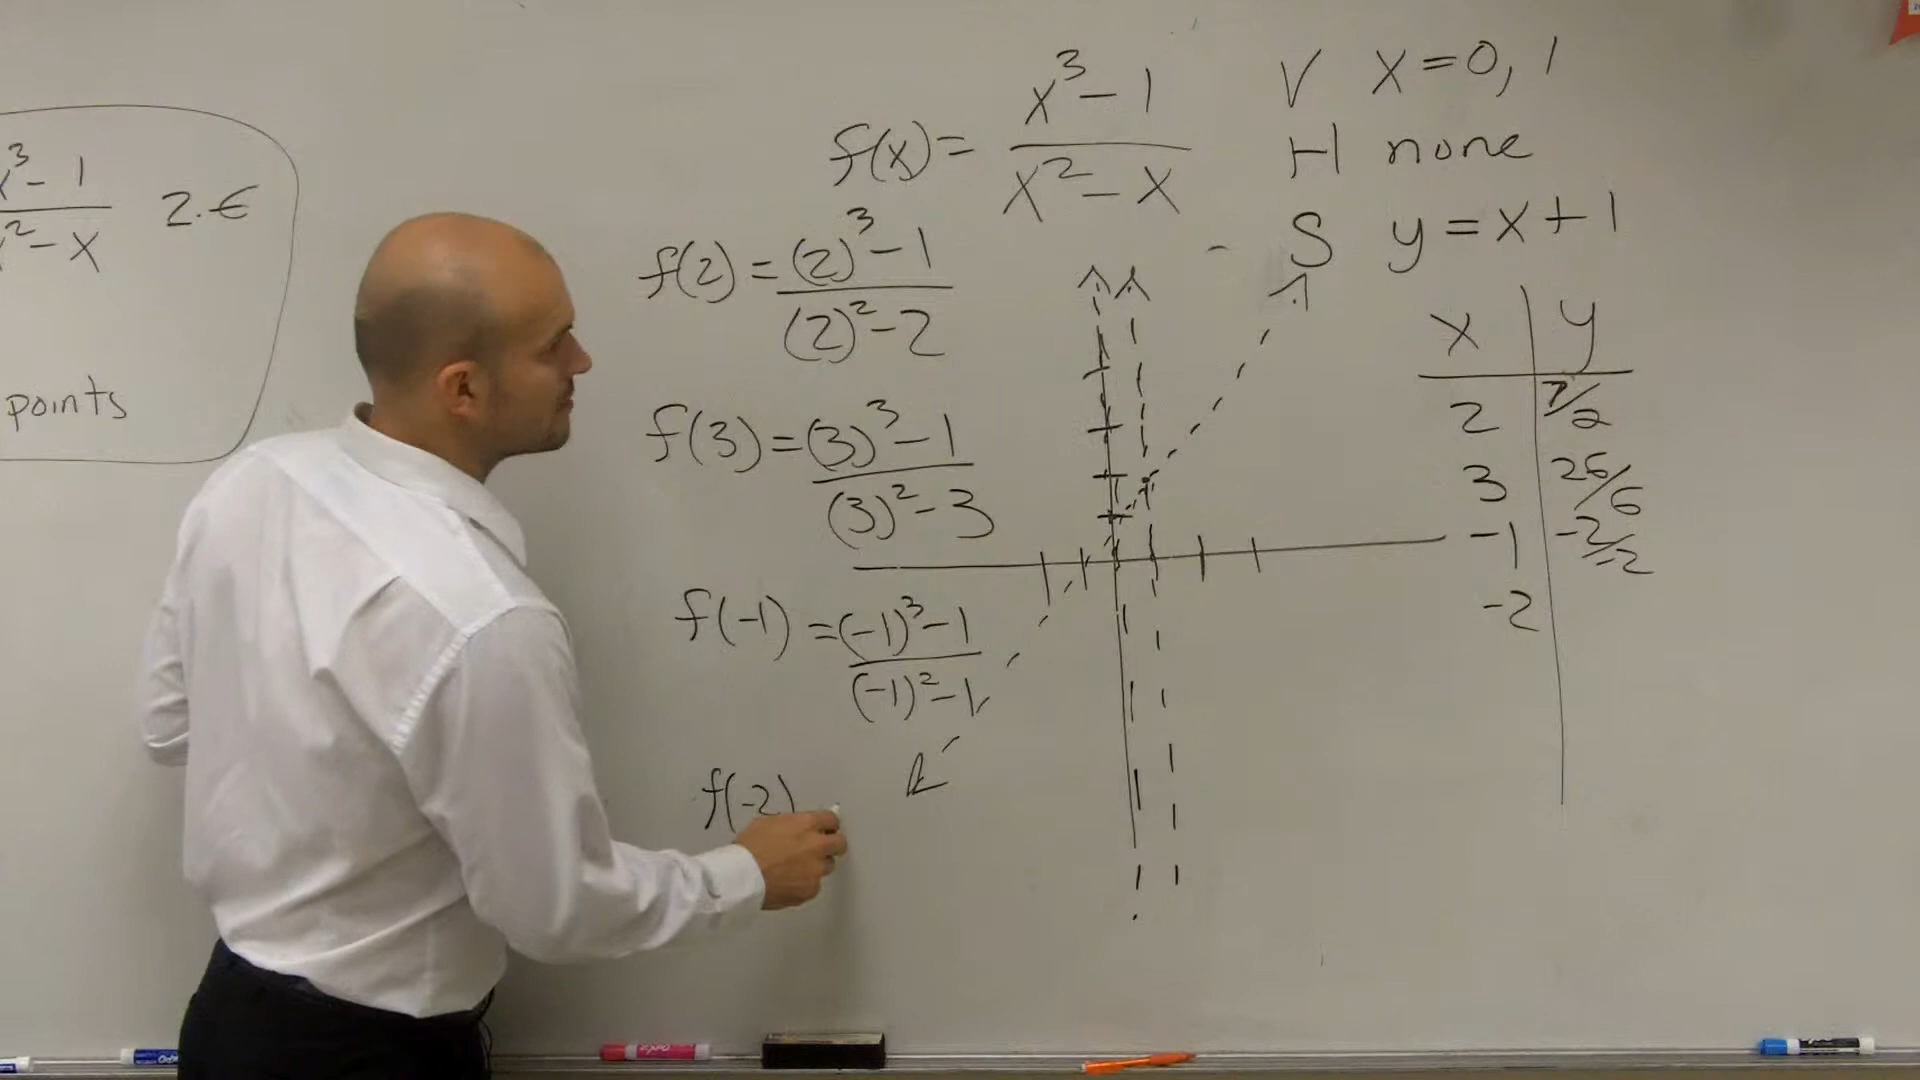 x³ - 1
x² - x
2.
points
f(x) = x³ - 1 / x² - x
V x = 0, 1
H none
S y = x + 1
f(2) = (2)³ - 1 / (2)² - 2
f(3) = (3)³ - 1 / (3)² - 3
f(-1) = (-1)³ - 1 / (-1)² - 1
f(-2)
x | y
2 | 7/2
3 | 26/6
-1 | -2/-2
-2
EXPO